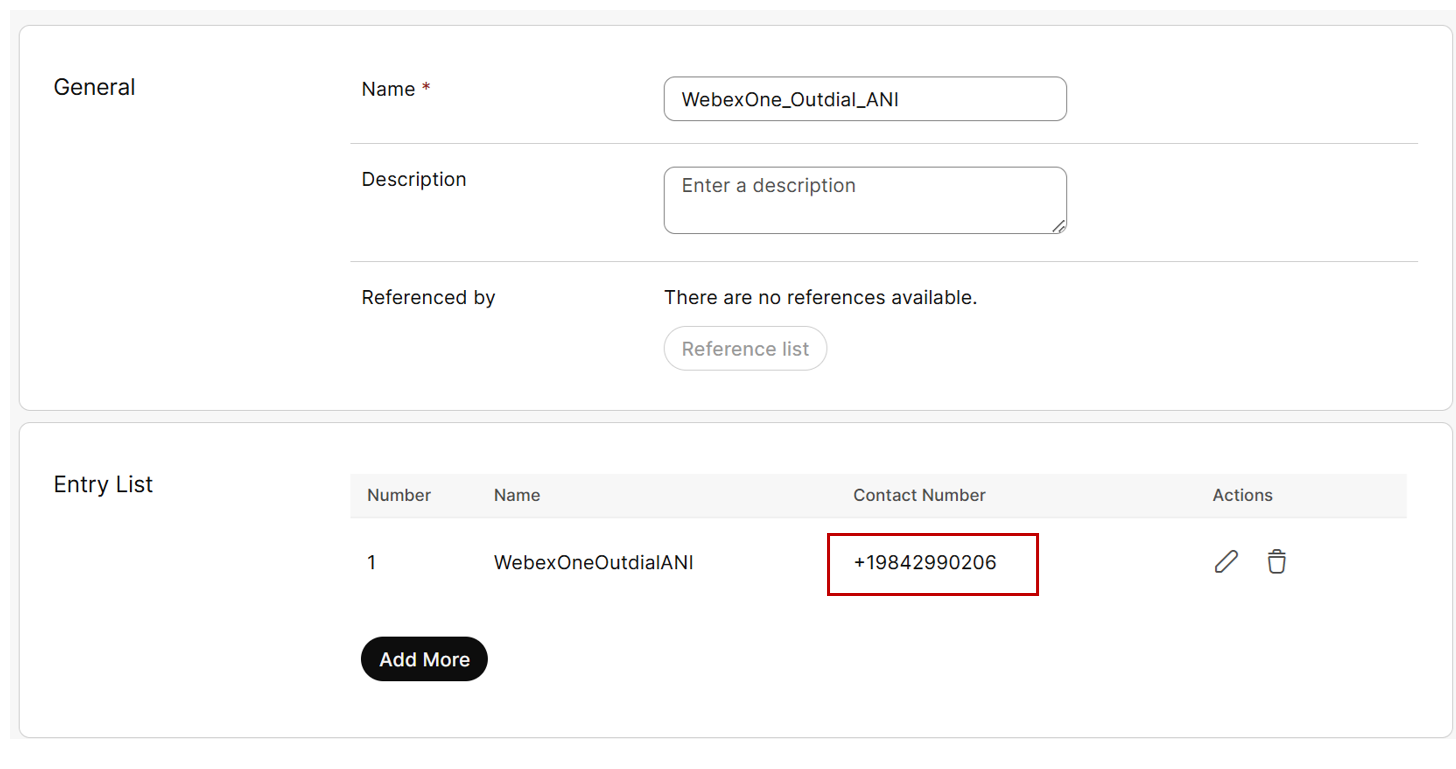 General
Name *
WebexOne_Outdial_ANI
Description
Enter a description
Referenced by
There are no references available.
Reference list
Entry List
Number Name Contact Number Actions
1 WebexOneOutdialANI +19842990206
Add More